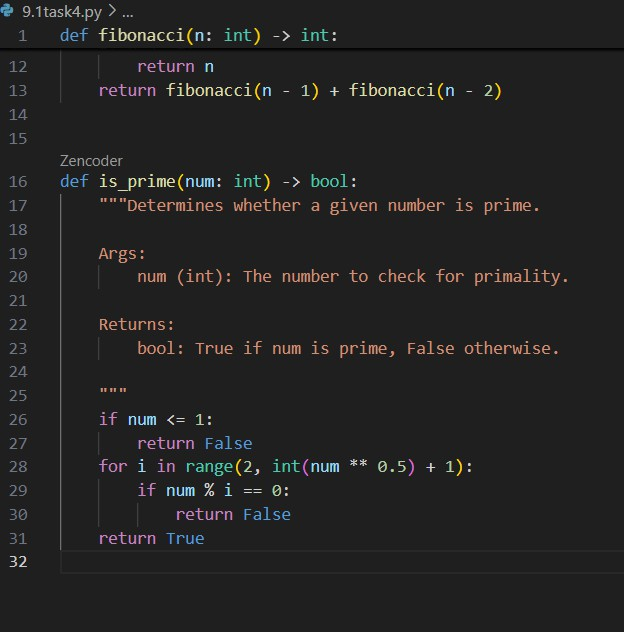 9.1task4.py > ...
1 def fibonacci(n: int) -> int:
12 return n
13 return fibonacci(n - 1) + fibonacci(n - 2)
14
15
Zencoder
16 def is_prime(num: int) -> bool:
17 """Determines whether a given number is prime.
18
19 Args:
20 num (int): The number to check for primality.
21
22 Returns:
23 bool: True if num is prime, False otherwise.
24
25 """
26 if num <= 1:
27 return False
28 for i in range(2, int(num ** 0.5) + 1):
29 if num % i == 0:
30 return False
31 return True
32